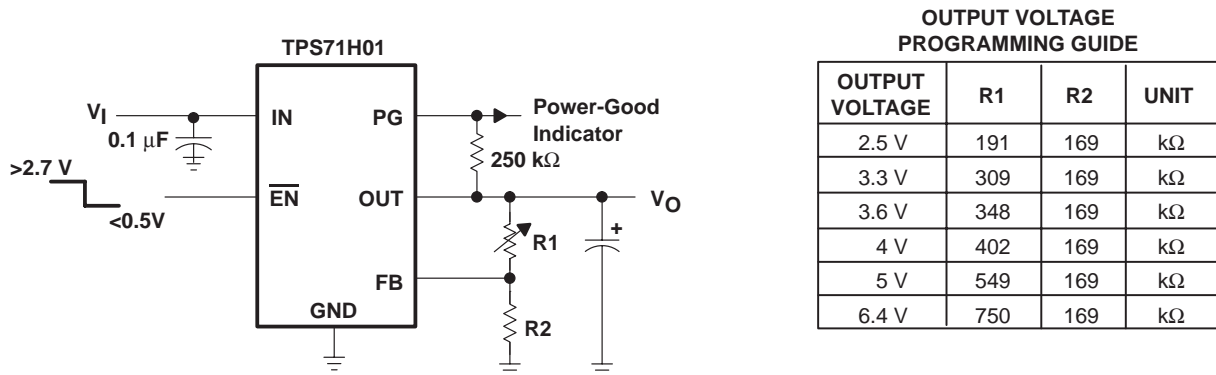 TPS71H01
V_I
IN
PG
Power-Good
Indicator
0.1 μF
250 kΩ
>2.7 V
<0.5V
EN
OUT
V_O
+
R1
FB
GND
R2
OUTPUT VOLTAGE
PROGRAMMING GUIDE
OUTPUT VOLTAGE R1 R2 UNIT
2.5 V 191 169 kΩ
3.3 V 309 169 kΩ
3.6 V 348 169 kΩ
4 V 402 169 kΩ
5 V 549 169 kΩ
6.4 V 750 169 kΩ